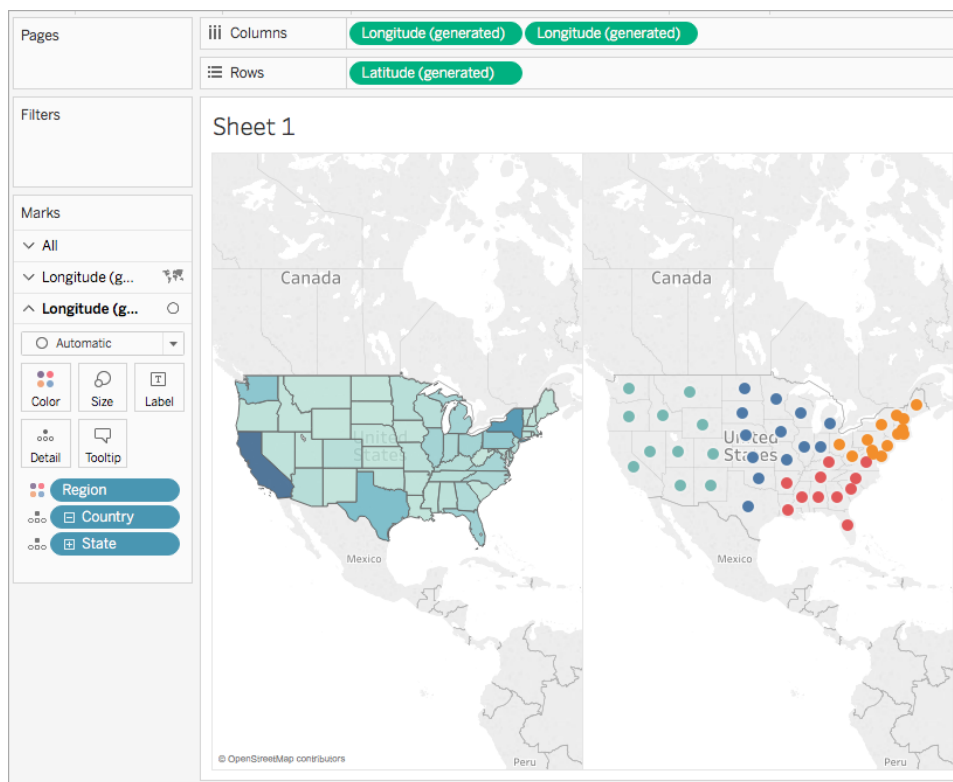 Pages
Columns
Longitude (generated) Longitude (generated)
Rows
Latitude (generated)
Filters
Sheet 1
Marks
All
Longitude (g...
Longitude (g...
Automatic
Color Size Label
Detail Tooltip
Region
Country
State
Canada
United
States
Mexico
Peru
© OpenStreetMap contributors
Canada
United
States
Mexico
Peru